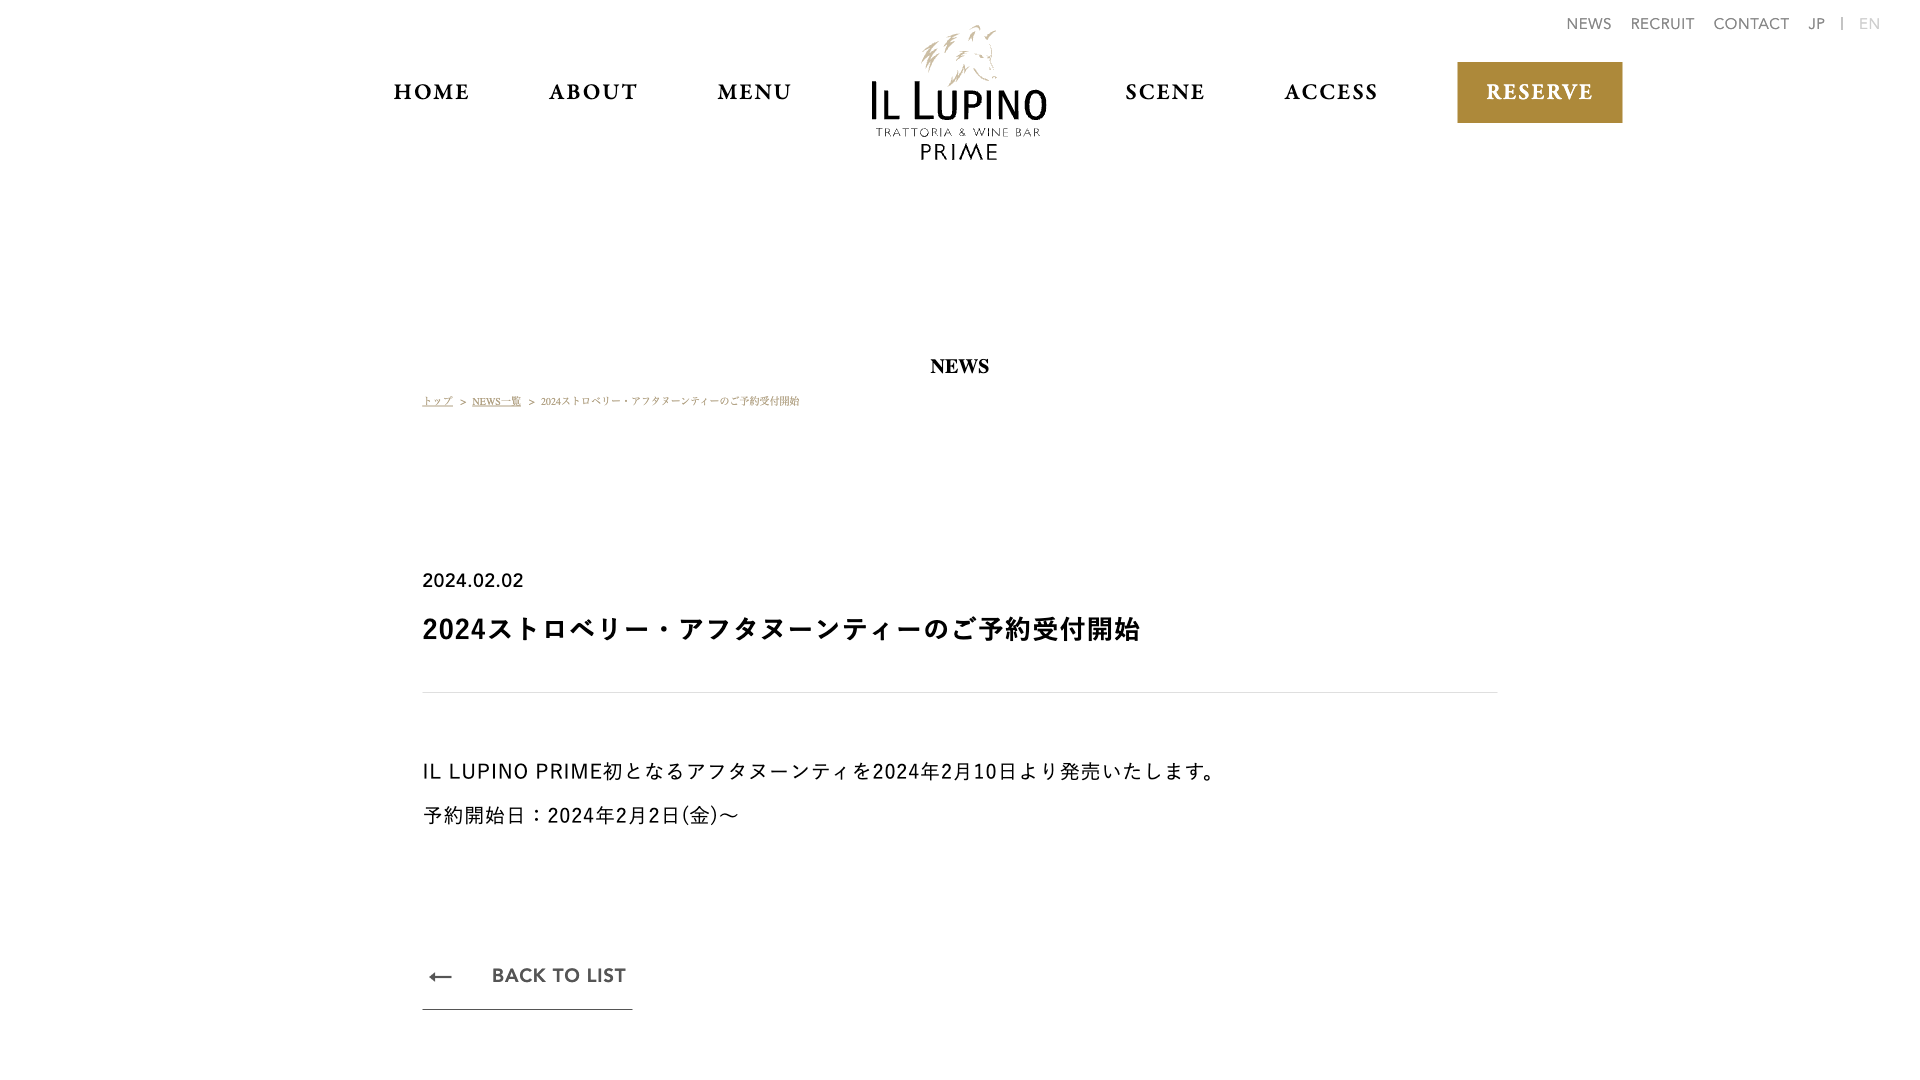 NEWS RECRUIT CONTACT JP | EN
HOME ABOUT MENU
IL LUPINO
TRATTORIA & WINE BAR
PRIME
SCENE ACCESS RESERVE
NEWS
トップ > NEWS一覧 > 2024ストロベリー・アフタヌーンティーのご予約受付開始
2024.02.02
2024ストロベリー・アフタヌーンティーのご予約受付開始
IL LUPINO PRIME初となるアフタヌーンティを2024年2月10日より発売いたします。
予約開始日：2024年2月2日(金)～
← BACK TO LIST